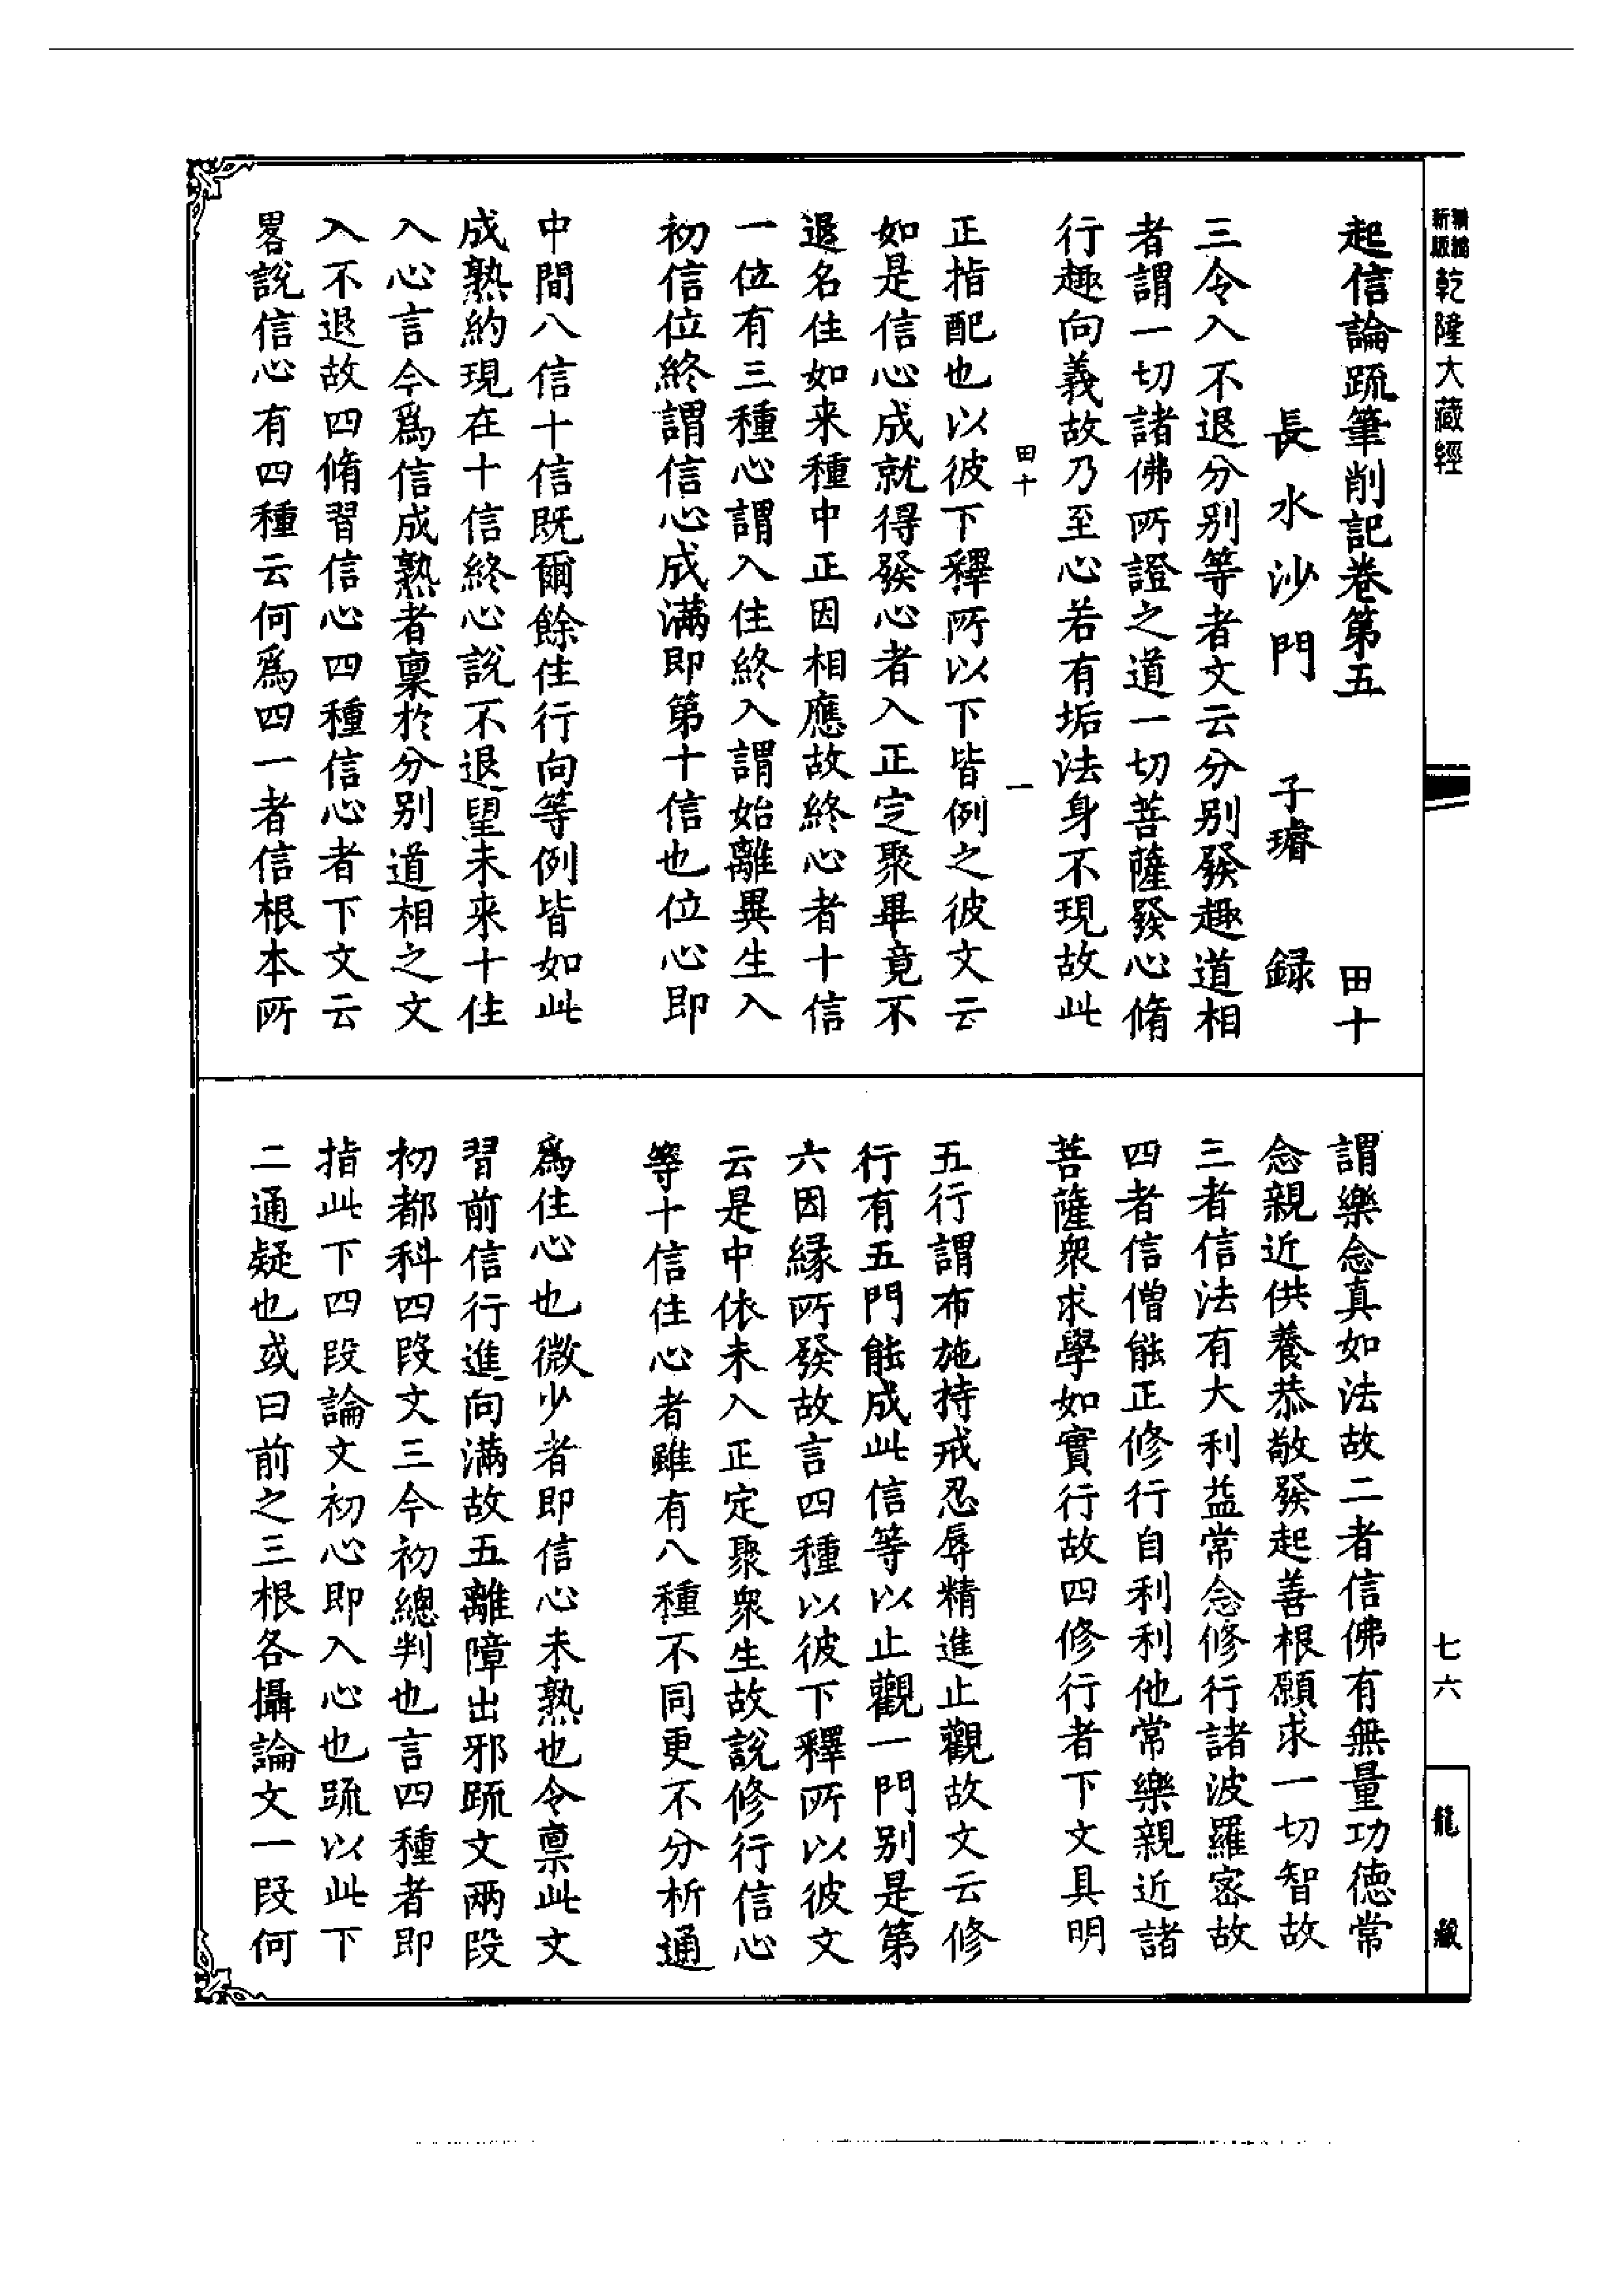 新編
新版
乾隆大藏經
起信論疏筆削記卷第五　田十
長水沙門　子璿　録
三令入不退分别等者文云分别發趣道相
者謂一切諸佛所證之道一切菩薩發心脩
行趣向義故乃至心若有垢法身不現故此
田十　一
正指配也以彼下釋所以下皆例之彼文云
如是信心成就得發心者入正定聚畢竟不
退名住如来種中正因相應故終心者十信
一位有三種心謂入住終入謂始離異生入
初信位終謂信心成滿即第十信也位心即
中間八信十信既爾餘住行向等例皆如此
成熟約現在十信終心說不退望未来十住
入心言今爲信成熟者稟於分别道相之文
入不退故四脩習信心四種信心者下文云
畧說信心有四種云何爲四一者信根本所
謂樂念真如法故二者信佛有無量功德常
念親近供養恭敬發起善根願求一切智故
三者信法有大利益常念修行諸波羅密故
四者信僧能正修行自利利他常樂親近諸
菩薩衆求學如實行故四修行者下文具明
五行謂布施持戒忍辱精進止觀故文云修
行有五門能成此信等以止觀一門别是第
六因緣所發故言四種以彼下釋所以彼文
云是中依未入正定聚衆生故說修行信心
等十信住心者雖有八種不同更不分析通
爲住心也微少者即信心未熟也令稟此文
習前信行進向滿故五離障出邪疏文兩段
初都科四段文三今初總判也言四種者即
指此下四段論文初心即入心也疏以此下
二通疑也或曰前之三根各攝論文一段何
七六
龍藏